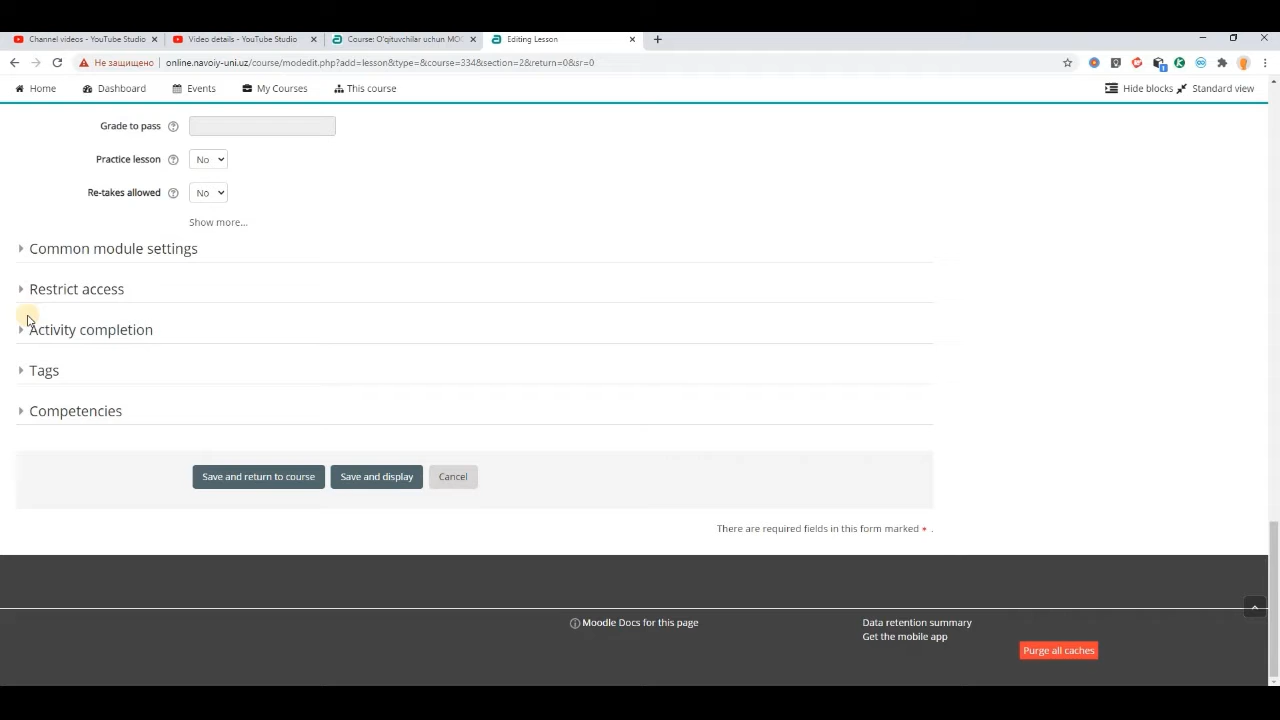 Channel videos - YouTube Studio
Video details - YouTube Studio
Course: O'qituvchilar uchun MO
Editing Lesson
Не защищено
online.navoiy-uni.uz/course/modedit.php?add=lesson&type=&course=334&section=2&return=0&sr=0
Home
Dashboard
Events
My Courses
This course
Hide blocks
Standard view
Grade to pass
Practice lesson
No
Re-takes allowed
No
Show more...
Common module settings
Restrict access
Activity completion
Tags
Competencies
Save and return to course
Save and display
Cancel
There are required fields in this form marked * .
Moodle Docs for this page
Data retention summary
Get the mobile app
Purge all caches